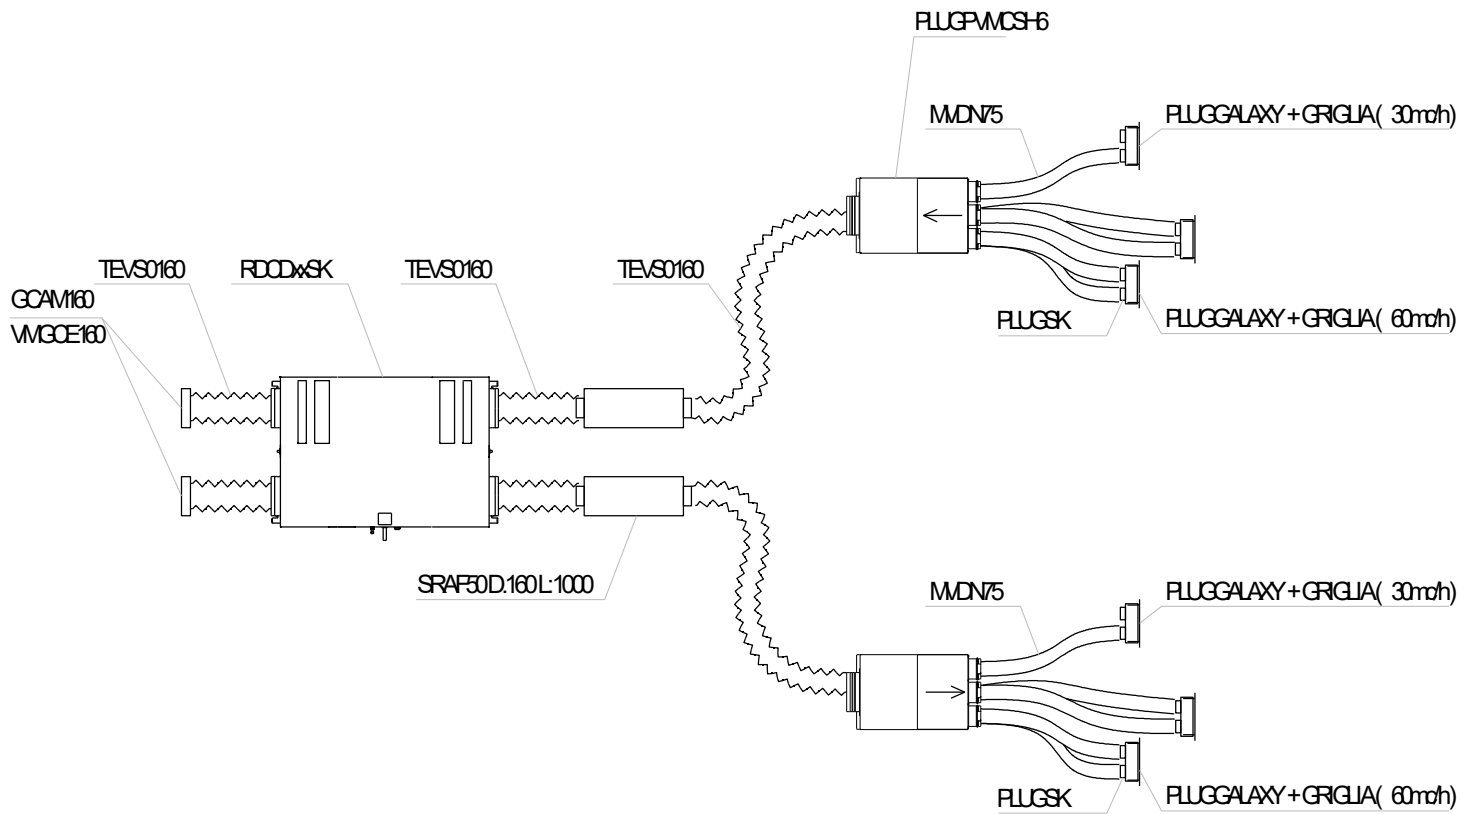 PLUGPVMCSH6
MVDN75
PLUGGALAXY + GRIGLIA ( 30mc/h)
TEVS0160
RDCDxxSK
TEVS0160
TEVS0160
GCAM160
VMGCE160
PLUGSK
PLUGGALAXY + GRIGLIA ( 60mc/h)
SRAF50 D.160 L:1000
MVDN75
PLUGGALAXY + GRIGLIA ( 30mc/h)
PLUGSK
PLUGGALAXY + GRIGLIA ( 60mc/h)